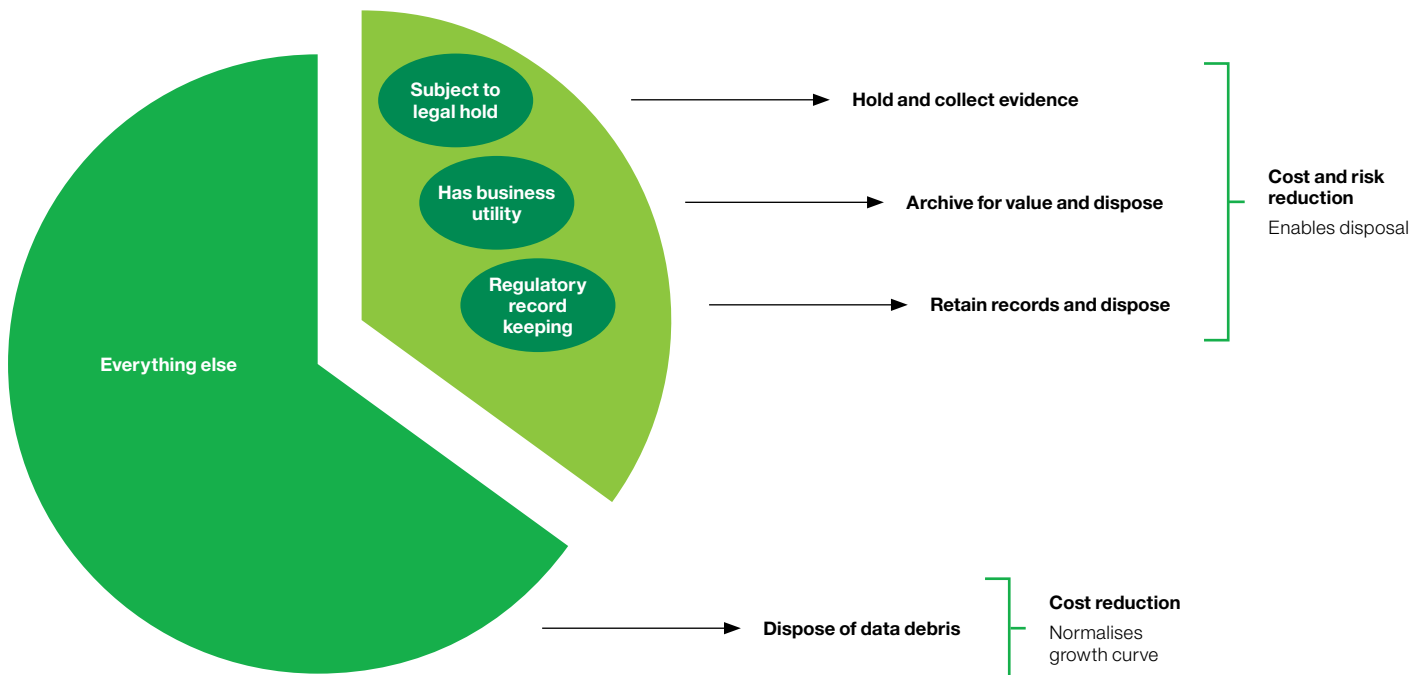 Subject to
legal hold
Hold and collect evidence
Has business
utility
Archive for value and dispose
Regulatory
record
keeping
Retain records and dispose
Cost and risk
reduction
Enables disposal
Everything else
Dispose of data debris
Cost reduction
Normalises
growth curve